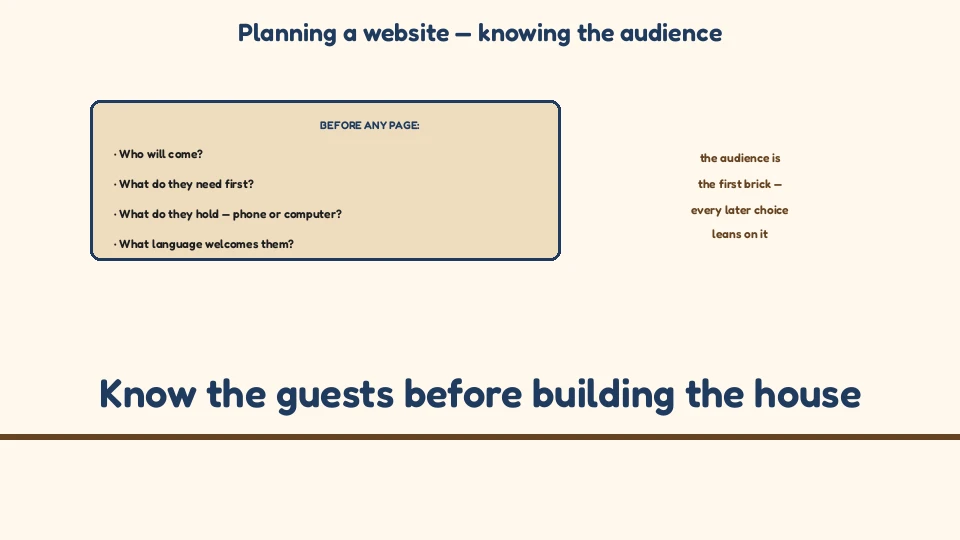 Planning a website — knowing the audience
BEFORE ANY PAGE:
· Who will come?
· What do they need first?
· What do they hold — phone or computer?
· What language welcomes them?
the audience is
the first brick —
every later choice
leans on it
Know the guests before building the house